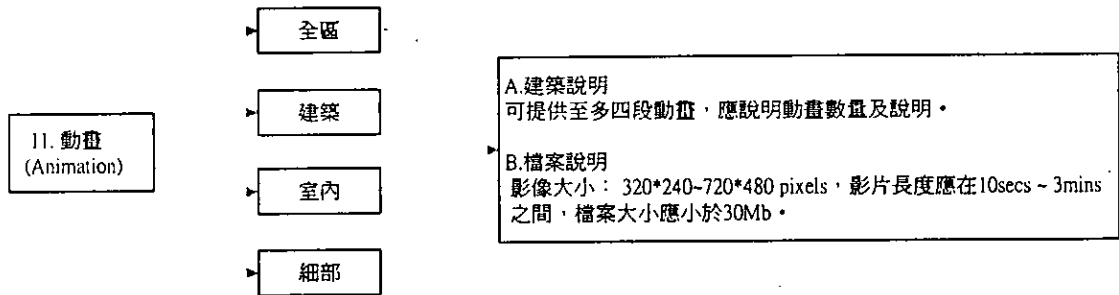 11. 動畫
(Animation)
全區
建築
室內
細部
A.建築說明
可提供至多四段動畫,應說明動畫數量及說明。
B.檔案說明
影像大小: 320*240~720*480 pixels,影片長度應在10secs ~ 3mins
之間,檔案大小應小於30Mb。